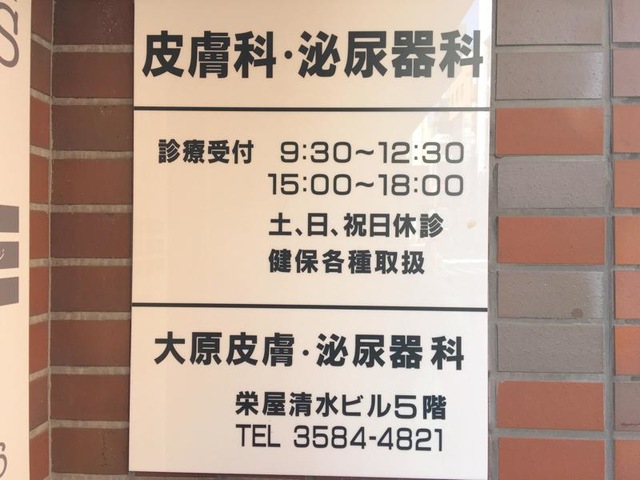 皮膚科・泌尿器科
診療受付 9:30～12:30
15:00～18:00
土、日、祝日休診
健保各種取扱
大原皮膚・泌尿器科
栄屋清水ビル5階
TEL 3584-4821